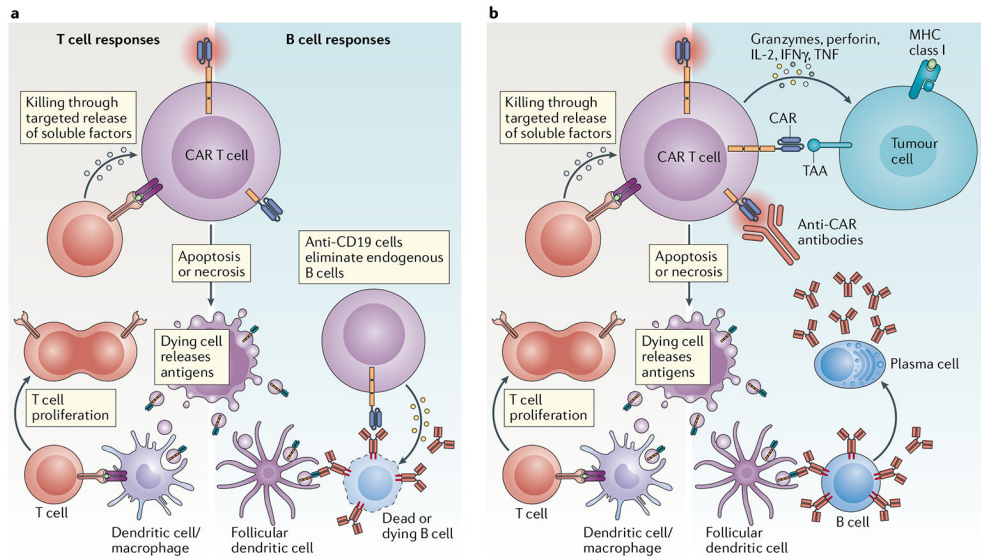 a
T cell responses
B cell responses
Killing through
targeted release
of soluble factors
CAR T cell
Apoptosis
or necrosis
Anti-CD19 cells
eliminate endogenous
B cells
Dying cell
releases
antigens
T cell
proliferation
T cell
Dendritic cell/
macrophage
Follicular
dendritic cell
Dead or
dying B cell
b
Granzymes, perforin,
IL-2, IFNγ, TNF
MHC
class I
Killing through
targeted release
of soluble factors
CAR T cell
CAR
TAA
Tumour
cell
Anti-CAR
antibodies
Apoptosis
or necrosis
Dying cell
releases
antigens
Plasma cell
T cell
proliferation
T cell
Dendritic cell/
macrophage
Follicular
dendritic cell
B cell